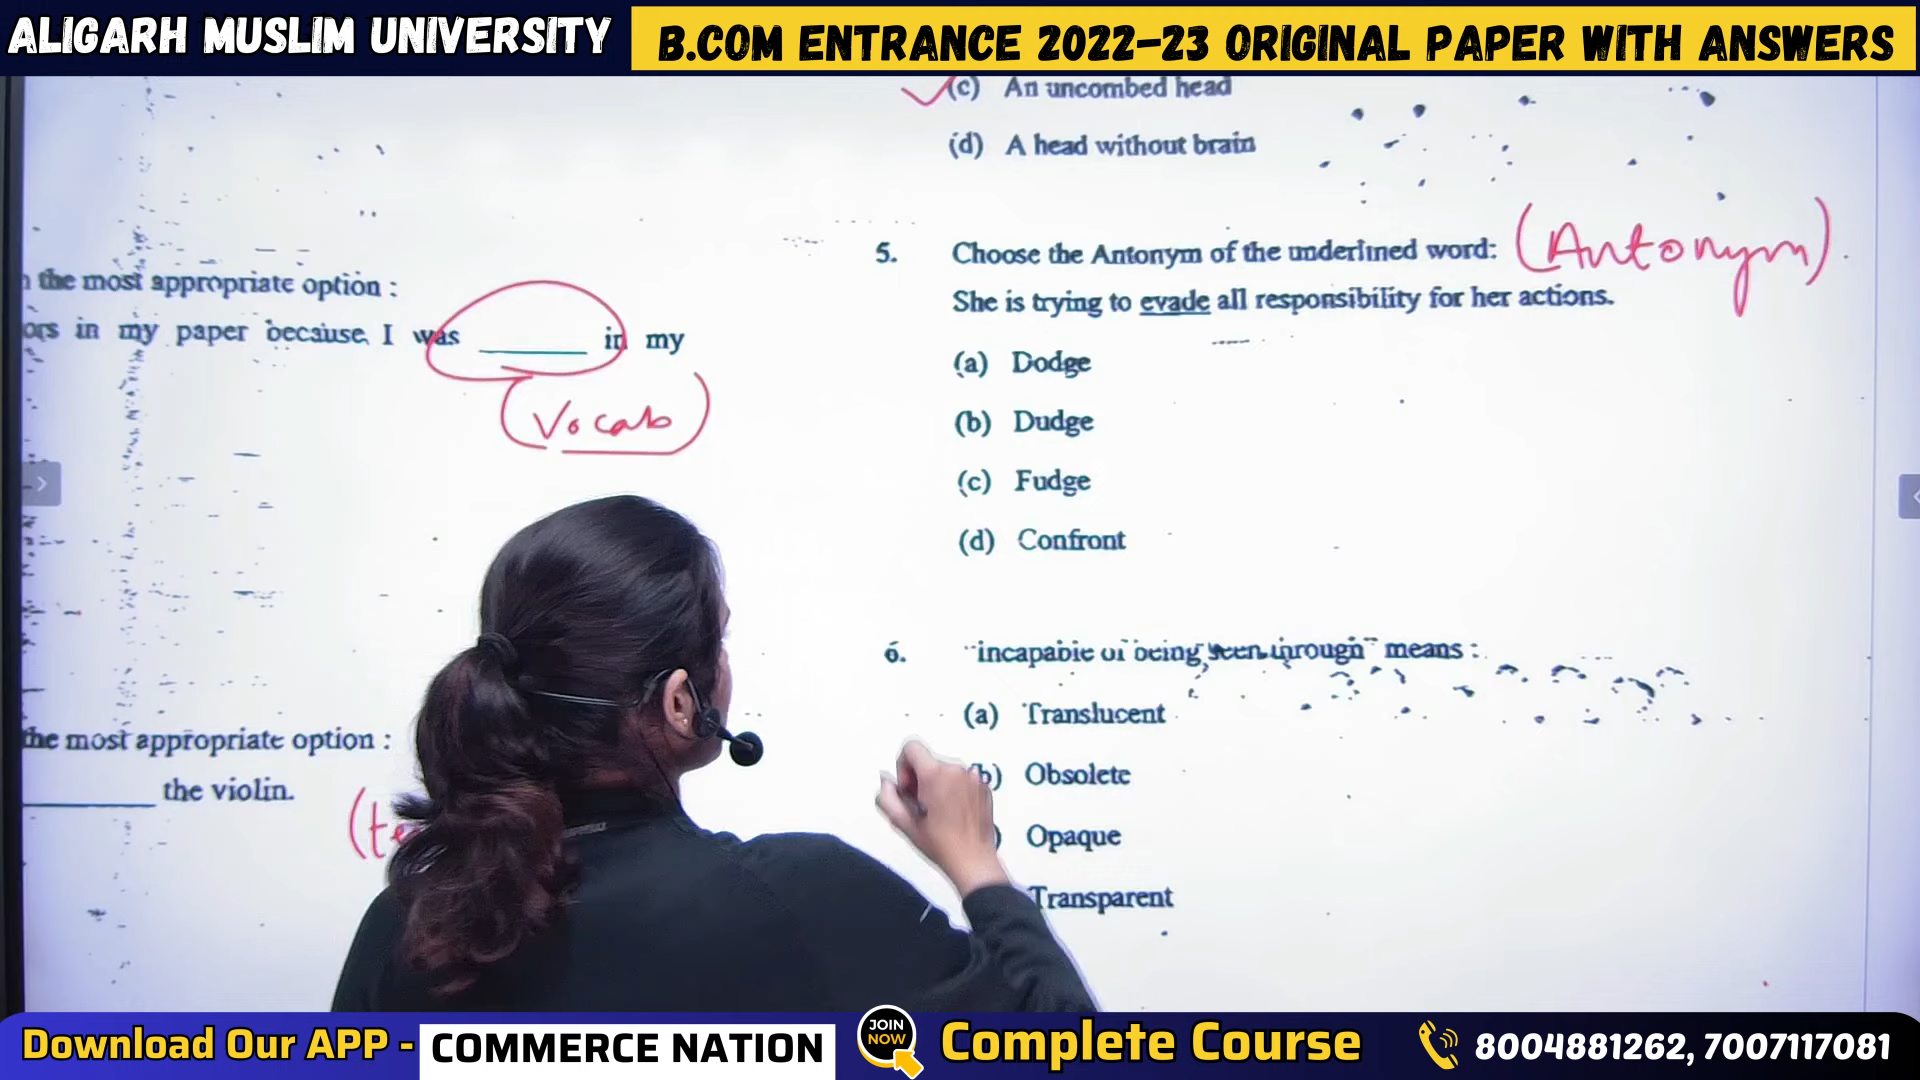 ALIGARH MUSLIM UNIVERSITY
B.COM ENTRANCE 2022-23 ORIGINAL PAPER WITH ANSWERS
(c) An uncombed head
(d) A head without brain
the most appropriate option :
ors in my paper because I was ______ in my
(Vocab)
the most appropriate option :
______ the violin.
(te
5. Choose the Antonym of the underlined word: (Antonym)
She is trying to evade all responsibility for her actions.
(a) Dodge
(b) Dudge
(c) Fudge
(d) Confront
6. "incapable of being seen through" means :
(a) Translucent
(b) Obsolete
) Opaque
Transparent
Download Our APP - COMMERCE NATION
JOIN NOW
Complete Course
8004881262, 7007117081